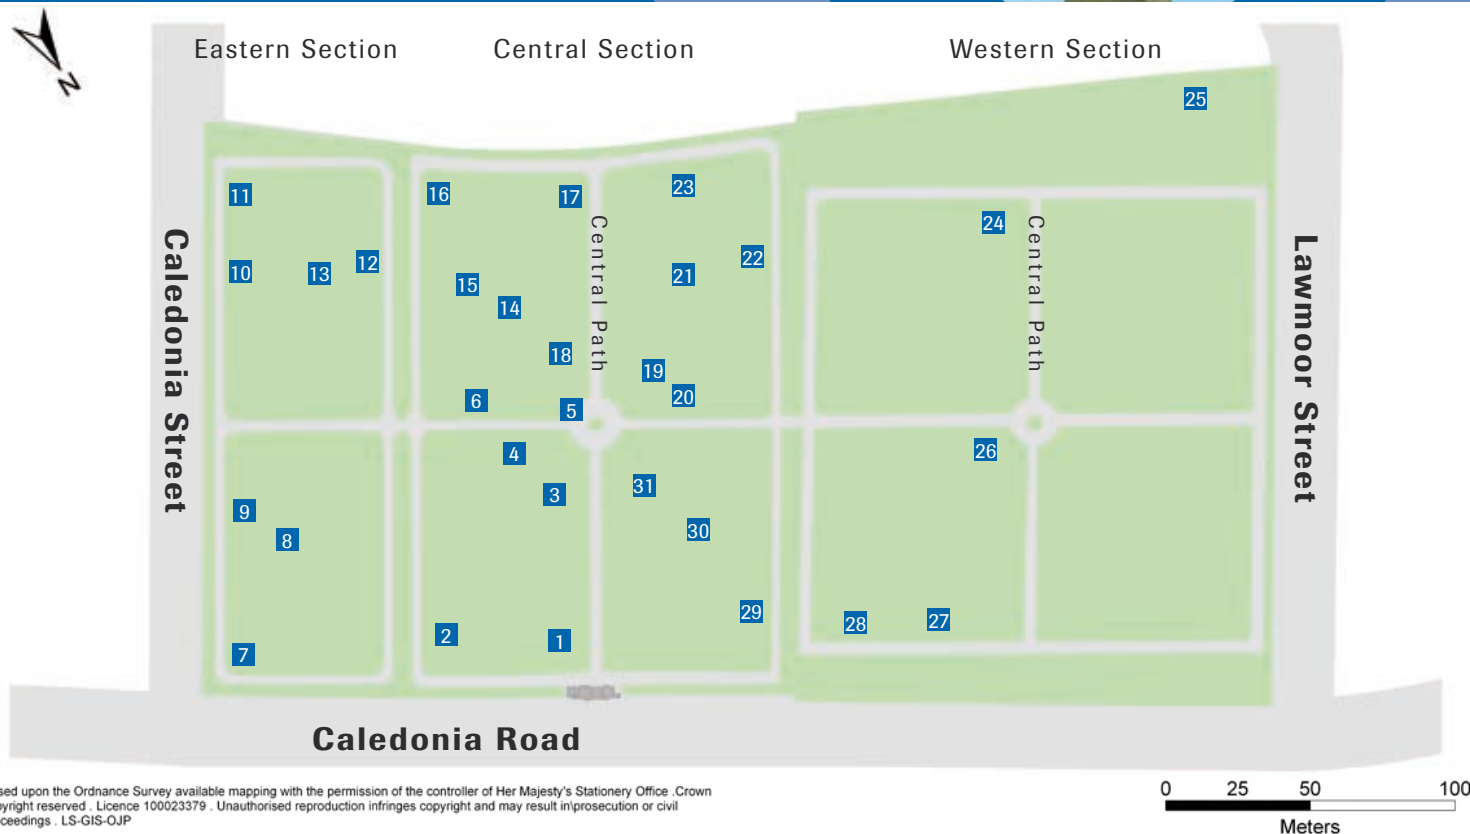 N
Eastern Section
Central Section
Western Section
25
11
16
17
23
24
10
13
12
15
14
21
22
18
19
20
6
5
4
3
31
26
9
8
30
29
7
2
1
28
27
Central Path
Central Path
Caledonia Street
Lawmoor Street
Caledonia Road
sed upon the Ordnance Survey available mapping with the permission of the controller of Her Majesty's Stationery Office .Crown
pyright reserved . Licence 100023379 . Unauthorised reproduction infringes copyright and may result in\prosecution or civil
ceedings . LS-GIS-OJP
0 25 50 100
Meters